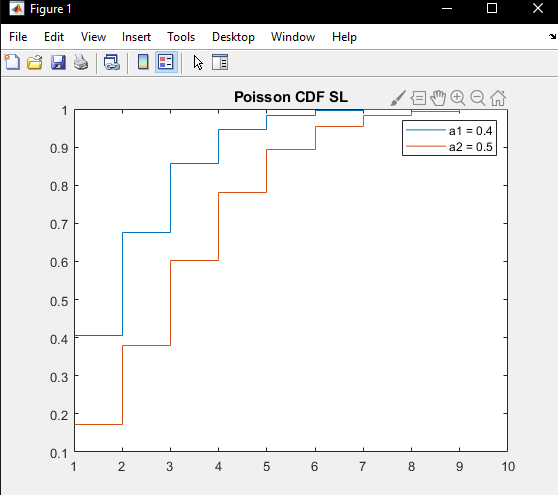 Figure 1
File Edit View Insert Tools Desktop Window Help
Poisson CDF SL
a1 = 0.4
a2 = 0.5
1
0.9
0.8
0.7
0.6
0.5
0.4
0.3
0.2
0.1
1 2 3 4 5 6 7 8 9 10